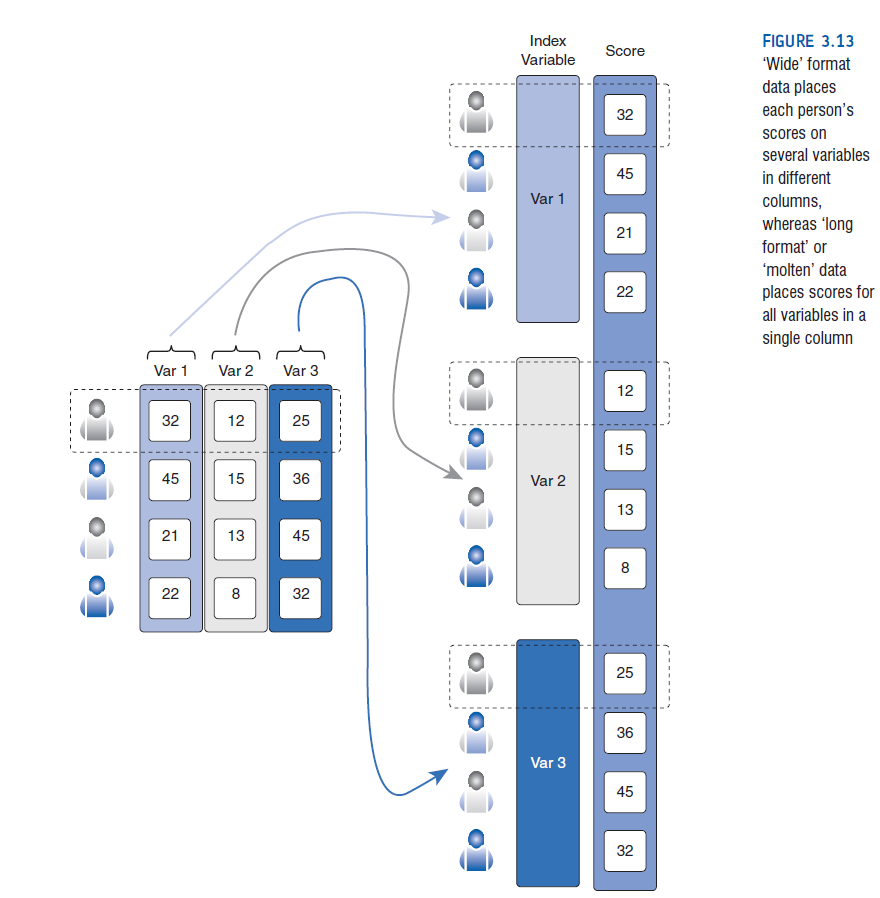 Index
Variable
Score
FIGURE 3.13
‘Wide’ format
data places
each person’s
scores on
several variables
in different
columns,
whereas ‘long
format’ or
‘molten’ data
places scores for
all variables in a
single column
32
45
Var 1
21
22
Var 1 Var 2 Var 3
32 12 25
45 15 36
21 13 45
22 8 32
12
15
Var 2
13
8
25
36
Var 3
45
32